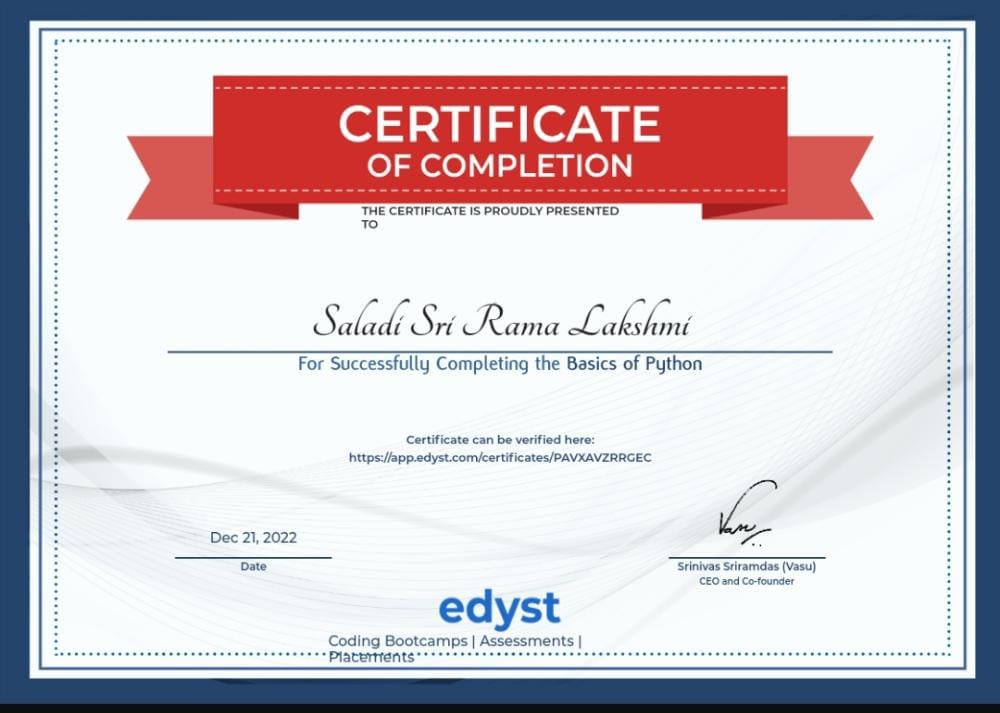 CERTIFICATE
OF COMPLETION
THE CERTIFICATE IS PROUDLY PRESENTED
TO
Saladi Sri Rama Lakshmi
For Successfully Completing the Basics of Python
Certificate can be verified here:
https://app.edyst.com/certificates/PAVXAVZRRGEC
Dec 21, 2022
Date
Vasu
Srinivas Sriramdas (Vasu)
CEO and Co-founder
edyst
Coding Bootcamps | Assessments |
Placements